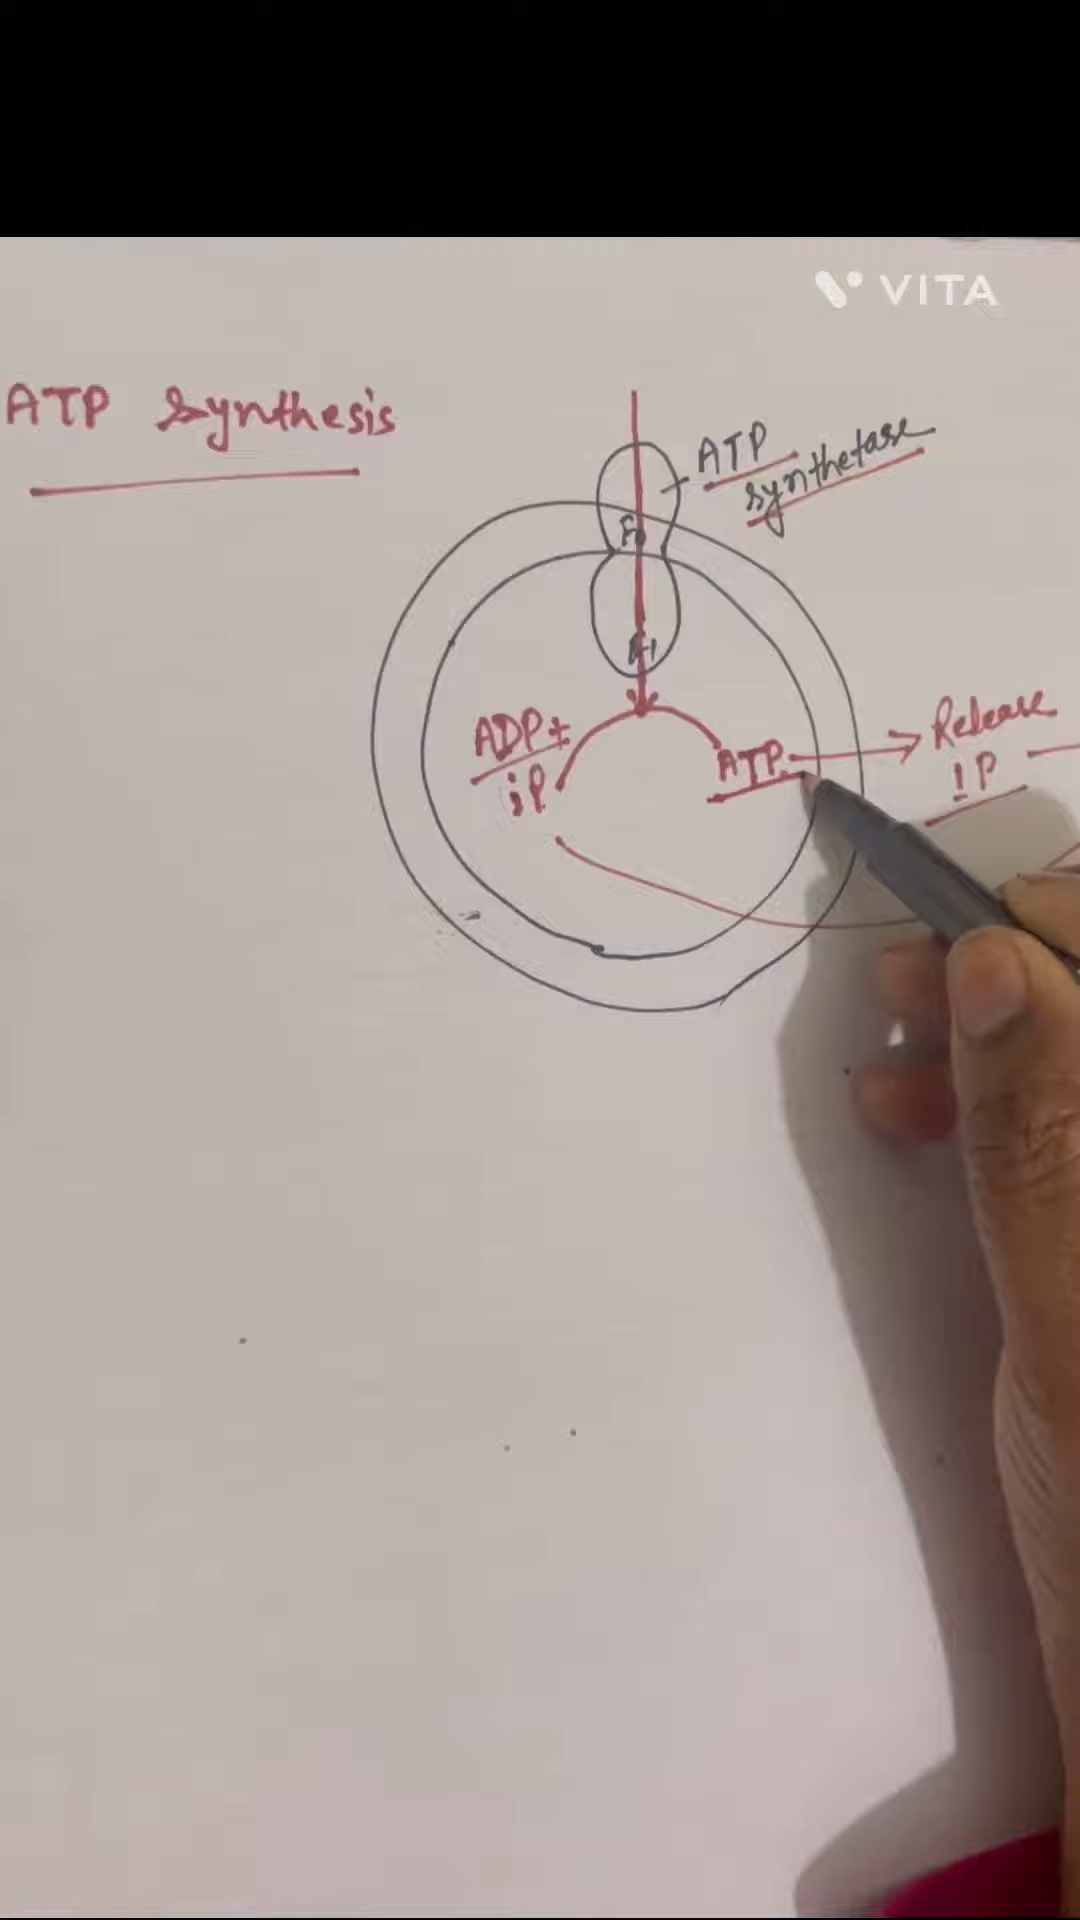 VITA
ATP synthesis
ATP
synthetase
F0
F1
ADP +
iP
ATP
Release
iP